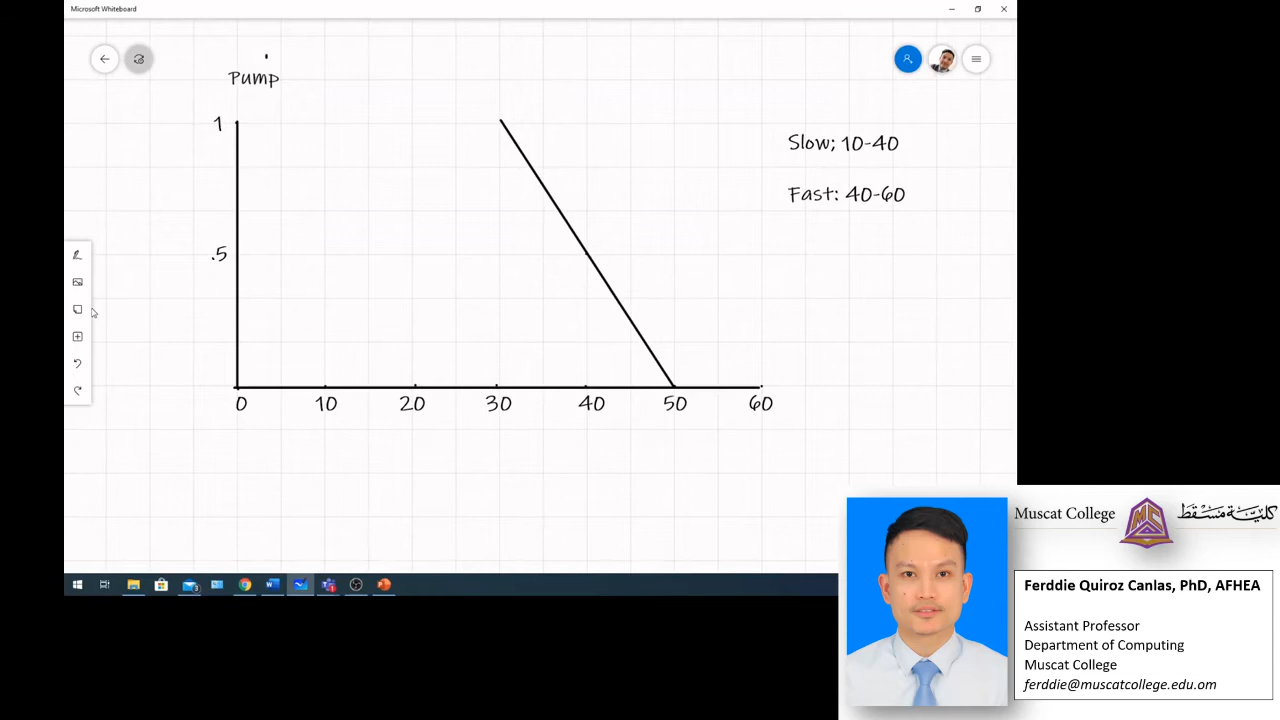 Microsoft Whiteboard
Pump
1
.5
0 10 20 30 40 50 60
Slow; 10-40
Fast: 40-60
Muscat College
كليّة مسقط
Ferddie Quiroz Canlas, PhD, AFHEA
Assistant Professor
Department of Computing
Muscat College
ferddie@muscatcollege.edu.om